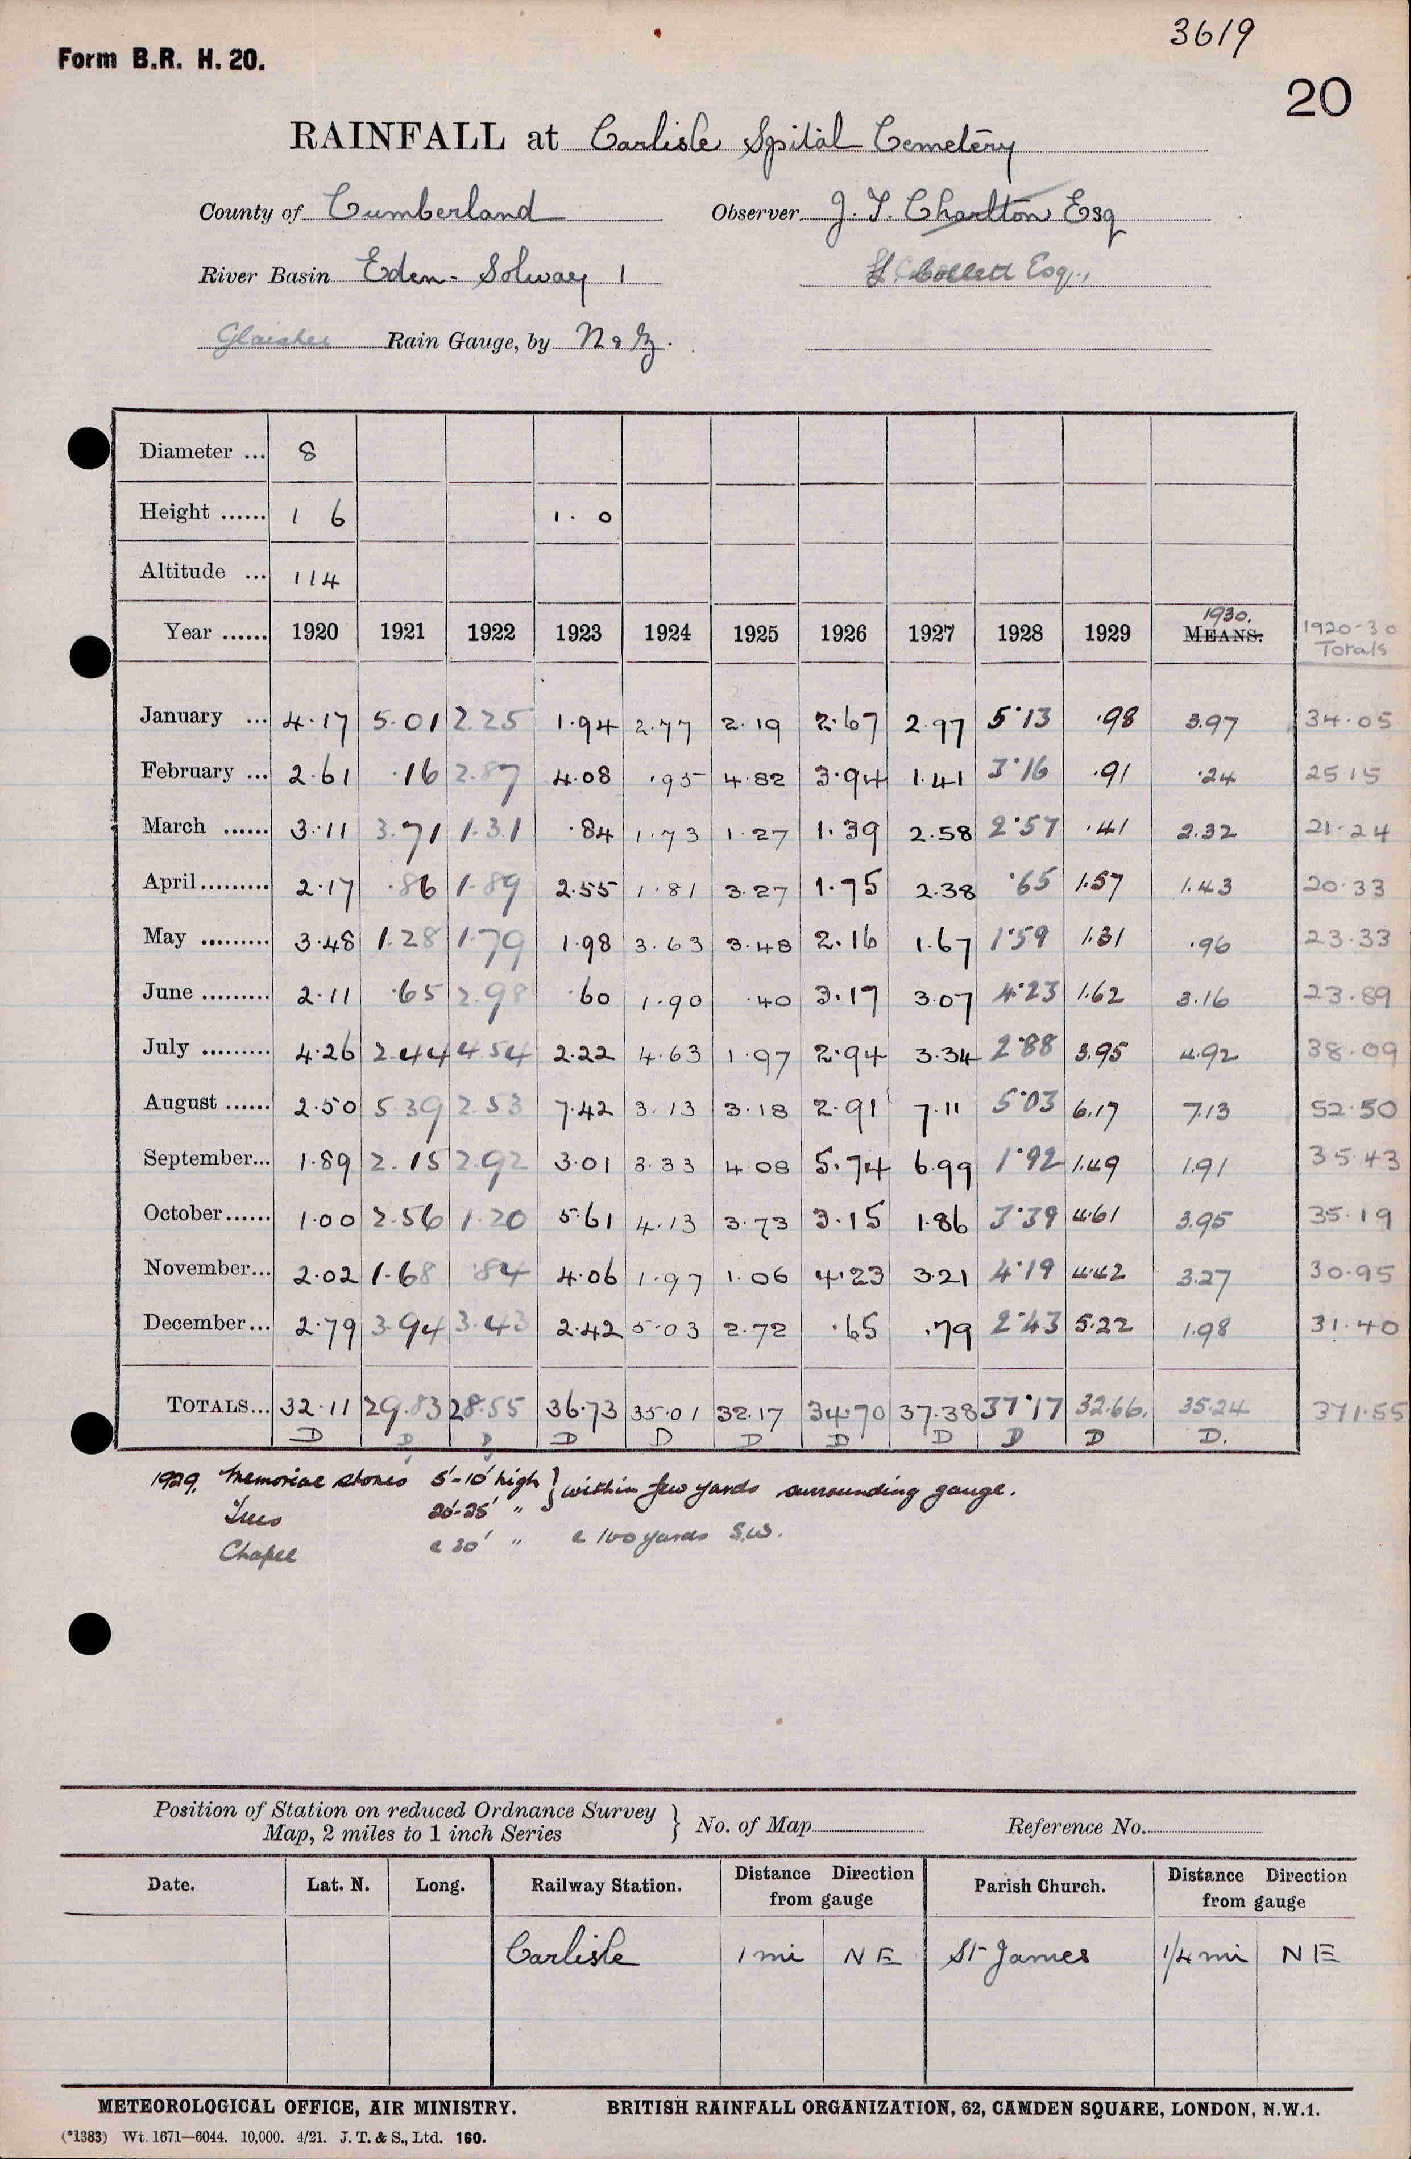 3619
Form B.R. H. 20.
20
RAINFALL at Carlisle Spital Cemetery
County of Cumberland Observer J. T. Charlton Esq
River Basin Eden - Solway 1 Collett Esq.,
Glaisher Rain Gauge, by N & Z.
Diameter ... 8
Height ...... 1 6 1. 0
Altitude ... 114
1930.
Year ...... 1920 1921 1922 1923 1924 1925 1926 1927 1928 1929 MEANS. 1920-30 Totals
January ... 4.17 5.01 2.25 1.94 2.77 2.19 2.67 2.97 5.13 .98 3.97 34.05
February ... 2.61 .16 2.87 4.08 .95 4.82 3.94 1.41 3.16 .91 .24 25 15
March ...... 3.11 3.71 1.31 .84 1.73 1.27 1.39 2.58 2.57 .41 2.32 21.24
April ......... 2.17 .86 1.89 2.55 1.81 3.27 1.75 2.38 .65 1.57 1.43 20.33
May ......... 3.48 1.28 1.79 1.98 3.63 3.48 2.16 1.67 1.59 1.31 .96 23.33
June ......... 2.11 .65 2.98 .60 1.90 .40 3.17 3.07 4.23 1.62 3.16 23.89
July ......... 4.26 2.44 4.54 2.22 4.63 1.97 2.94 3.34 2.88 3.95 4.92 38.09
August ...... 2.50 5.39 2.53 7.42 3.13 3.18 2.91 7.11 5.03 6.17 7.13 52.50
September... 1.89 2.15 2.92 3.01 3.33 4.08 5.74 6.99 1.92 1.49 1.91 35.43
October...... 1.00 2.56 1.20 5.61 4.13 3.73 3.15 1.86 3.39 4.61 3.95 35.19
November... 2.02 1.68 .84 4.06 1.97 1.06 4.23 3.21 4.19 4.42 3.27 30.95
December... 2.79 3.94 3.43 2.42 5.03 2.72 .65 .79 2.43 5.22 1.98 31.40
TOTALS... 32.11 29.83 28.55 36.73 35.01 32.17 34.70 37.38 37.17 32.66. 35.24 371.55
D D D D D D D D D D D.
1929. Memorial stones 5'-10' high } within few yards surrounding gauge.
Trees 20'-25' "
Chapel c 30' " c 100 yards S.W.
Position of Station on reduced Ordnance Survey } No. of Map Reference No.
Map, 2 miles to 1 inch Series
Date. Lat. N. Long. Railway Station. Distance Direction from gauge Parish Church. Distance Direction from gauge
Carlisle 1 mi NE St James 1/4 mi NE
METEOROLOGICAL OFFICE, AIR MINISTRY. BRITISH RAINFALL ORGANIZATION, 62, CAMDEN SQUARE, LONDON, N.W.1.
(*1383) Wt. 1671—6044. 10,000. 4/21. J. T. & S., Ltd. 160.